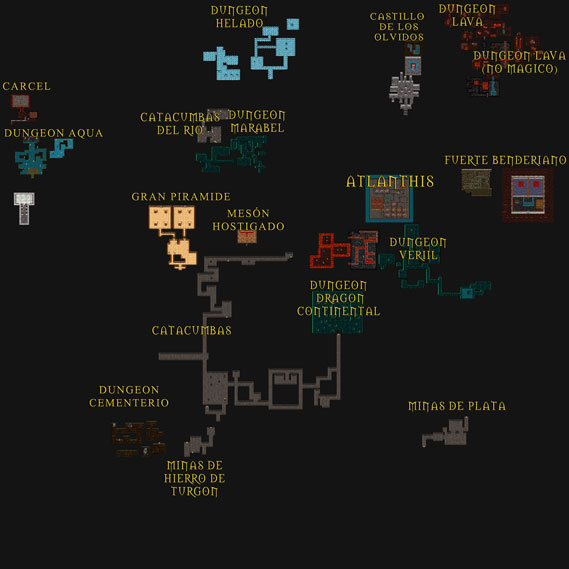 DUNGEON
HELADO
CASTILLO
DE LOS
OLVIDOS
DUNGEON
LAVA
DUNGEON LAVA
(NO MAGICO)
CARCEL
DUNGEON AQUA
CATACUMBAS
DEL RIO
DUNGEON
MARABEL
FUERTE BENDERIANO
ATLANTHIS
GRAN PIRAMIDE
MESÓN
HOSTIGADO
DUNGEON
VERIIL
DUNGEON
DRAGON
CONTINENTAL
CATACUMBAS
DUNGEON
CEMENTERIO
MINAS DE PLATA
MINAS DE
HIERRO DE
TURGON